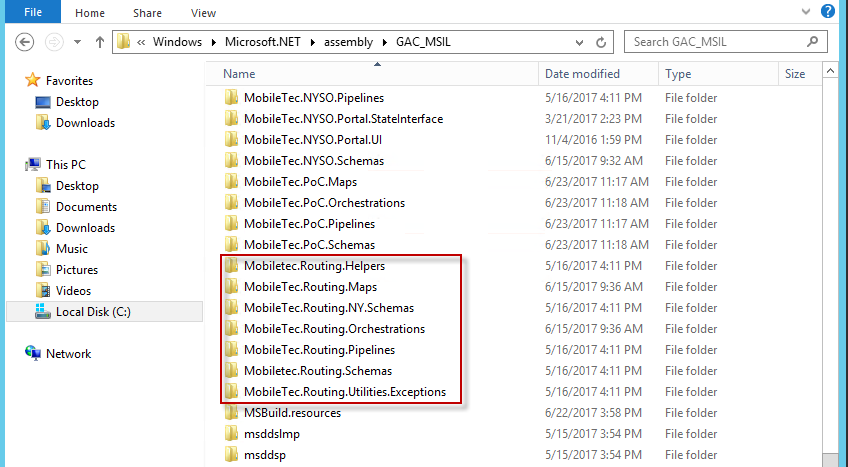 File Home Share View
« Windows Microsoft.NET assembly GAC_MSIL Search GAC_MSIL
Name Date modified Type Size
Favorites
Desktop
Downloads
This PC
Desktop
Documents
Downloads
Music
Pictures
Videos
Local Disk (C:)
Network
MobileTec.NYSO.Pipelines 5/16/2017 4:11 PM File folder
MobileTec.NYSO.Portal.StateInterface 3/21/2017 2:23 PM File folder
MobileTec.NYSO.Portal.UI 11/4/2016 1:59 PM File folder
MobileTec.NYSO.Schemas 6/15/2017 9:32 AM File folder
MobileTec.PoC.Maps 6/23/2017 11:17 AM File folder
MobileTec.PoC.Orchestrations 6/23/2017 11:18 AM File folder
MobileTec.PoC.Pipelines 6/23/2017 11:17 AM File folder
MobileTec.PoC.Schemas 6/23/2017 11:18 AM File folder
Mobiletec.Routing.Helpers 5/16/2017 4:11 PM File folder
MobileTec.Routing.Maps 6/15/2017 9:36 AM File folder
MobileTec.Routing.NY.Schemas 5/16/2017 4:11 PM File folder
MobileTec.Routing.Orchestrations 6/15/2017 9:36 AM File folder
MobileTec.Routing.Pipelines 5/16/2017 4:11 PM File folder
Mobiletec.Routing.Schemas 5/16/2017 4:11 PM File folder
MobileTec.Routing.Utilities.Exceptions 5/16/2017 4:11 PM File folder
MSBuild.resources 6/22/2017 3:58 PM File folder
msddslmp 5/15/2017 3:54 PM File folder
msddsp 5/15/2017 3:54 PM File folder